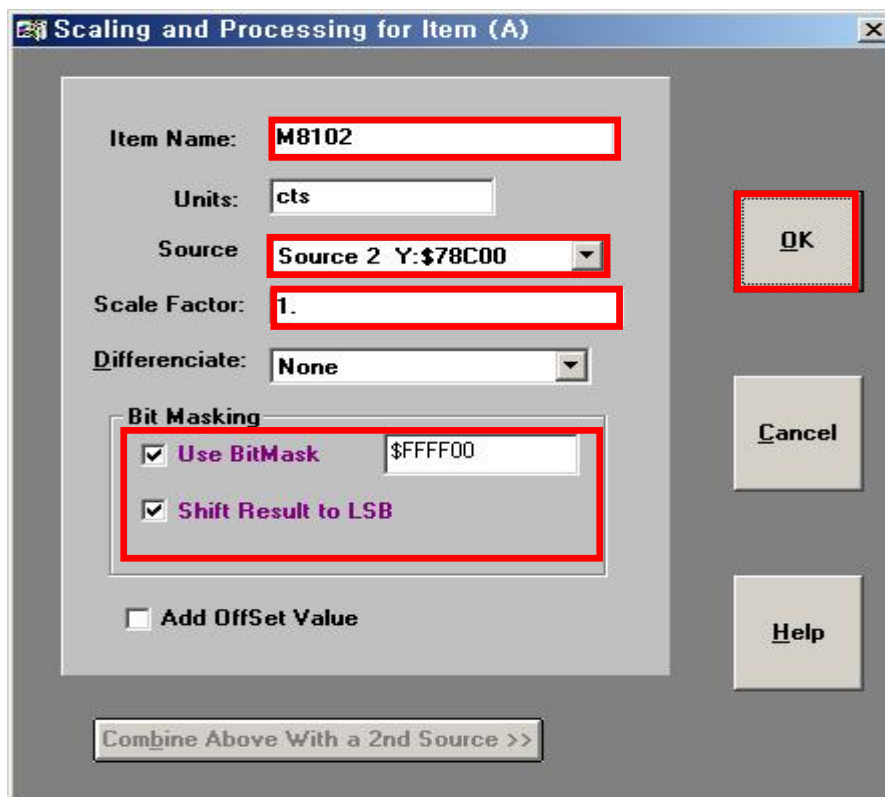 Scaling and Processing for Item (A)
Item Name: M8102
Units: cts
Source Source 2 Y:$78C00
Scale Factor: 1.
Differenciate: None
Bit Masking
Use BitMask $FFFF00
Shift Result to LSB
Add OffSet Value
Combine Above With a 2nd Source >>
OK
Cancel
Help